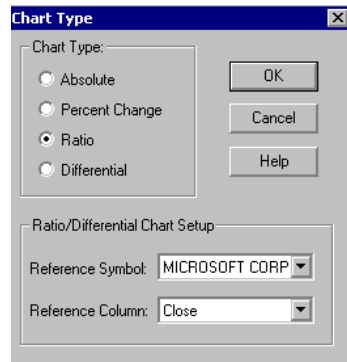 Chart Type
Chart Type:
Absolute
OK
Percent Change
Cancel
Ratio
Help
Differential
Ratio/Differential Chart Setup
Reference Symbol: MICROSOFT CORP
Reference Column: Close